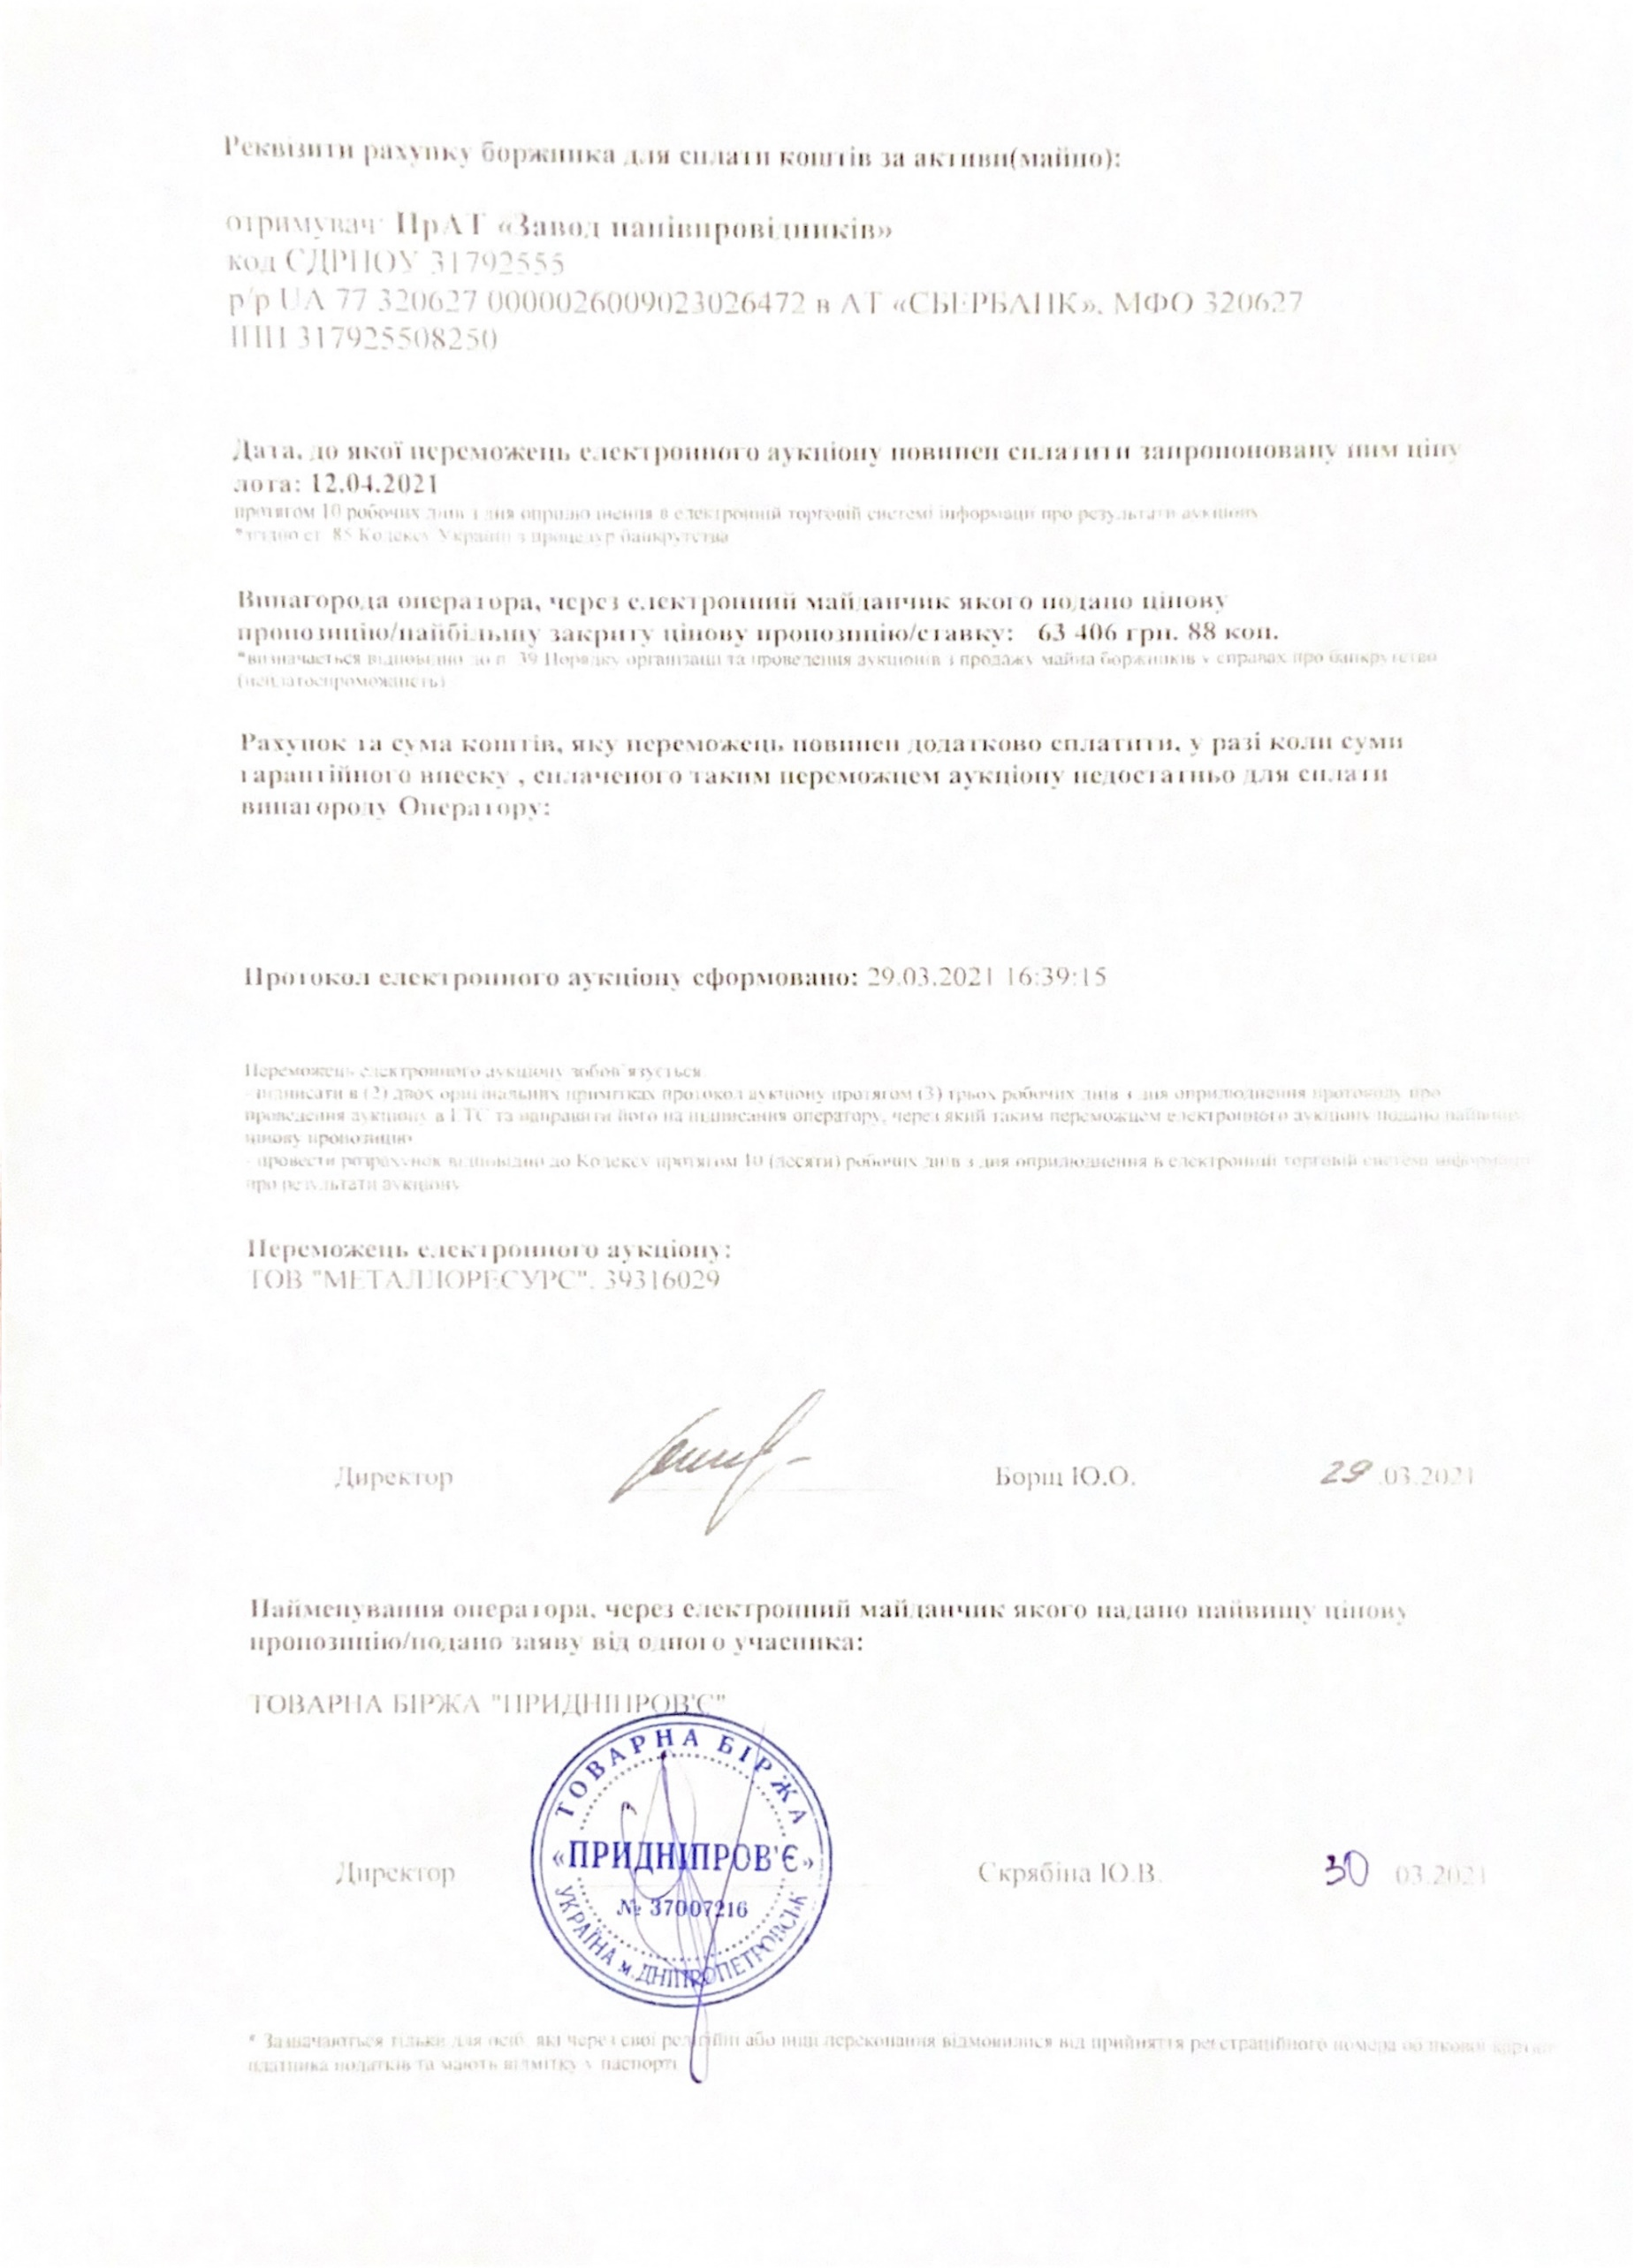 Реквізити рахунку боржника для сплати коштів за активи(майно):
отримувач: ПрАТ «Завод напівпровідників»
код ЄДРПОУ 31792555
р/р UA 77 320627 0000026009023026472 в АТ «СБЕРБАНК», МФО 320627
ІПН 317925508250
Дата, до якої переможець електронного аукціону повинен сплатити запропоновану ним ціну
лота: 12.04.2021
протягом 10 робочих днів з дня оприлюднення в електронній торговій системі інформації про результати аукціону
*згідно ст. 85 Кодексу України з процедур банкрутства
Винагорода оператора, через електронний майданчик якого подано цінову
пропозицію/найбільшу закриту цінову пропозицію/ставку: 63 406 грн. 88 коп.
*визначається відповідно до п. 39 Порядку організації та проведення аукціонів з продажу майна боржників у справах про банкрутство
(неплатоспроможність)
Рахунок та сума коштів, яку переможець повинен додатково сплатити, у разі коли суми
гарантійного внеску , сплаченого таким переможцем аукціону недостатньо для сплати
винагороду Оператору:
Протокол електронного аукціону сформовано: 29.03.2021 16:39:15
Переможець електронного аукціону зобов'язується:
- підписати в (2) двох оригінальних примітках протокол аукціону протягом (3) трьох робочих днів з дня оприлюднення протоколу про
проведення аукціону в ЕТС та направити його на підписання оператору, через який таким переможцем електронного аукціону подано найвищу
цінову пропозицію
- провести розрахунок відповідно до Кодексу протягом 10 (десяти) робочих днів з дня оприлюднення в електронній торговій системі інформації
про результати аукціону
Переможець електронного аукціону:
ТОВ "МЕТАЛЛОРЕСУРС", 39316029
Директор Борщ Ю.О. 29.03.2021
Найменування оператора, через електронний майданчик якого надано найвищу цінову
пропозицію/подано заяву від одного учасника:
ТОВАРНА БІРЖА "ПРИДНІПРОВ'Є"
ТОВАРНА БІРЖА
«ПРИДНІПРОВ'Є»
№ 37007216
УКРАЇНА м.ДНІПРОПЕТРОВСЬК
Директор Скрябіна Ю.В. 30 03.2021
* Зазначаються тільки для осіб, які через свої релігійні або інші переконання відмовилися від прийняття реєстраційного номера облікової картки
платника податків та мають відмітку у паспорті